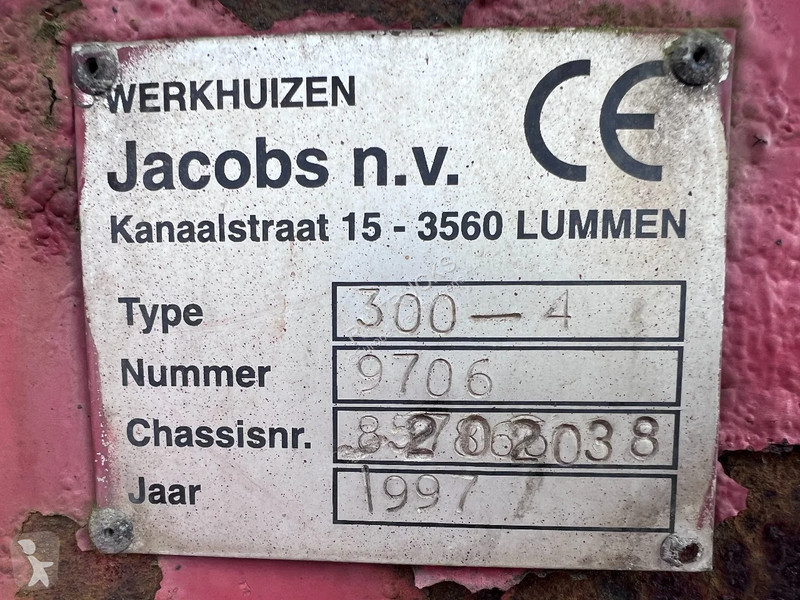 WERKHUIZEN
Jacobs n.v.
CE
Kanaalstraat 15 - 3560 LUMMEN
Type 300-4
Nummer 9706
Chassisnr.
Jaar 1997